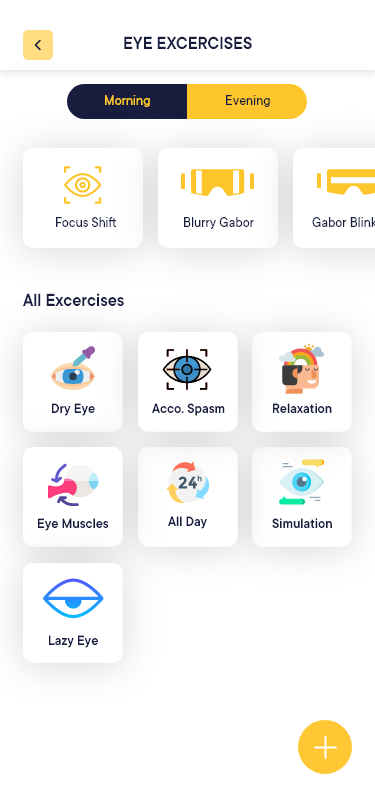 EYE EXCERCISES
Morning
Evening
Focus Shift
Blurry Gabor
Gabor Blink
All Excercises
Dry Eye
Acco. Spasm
Relaxation
24h
Eye Muscles
All Day
Simulation
Lazy Eye